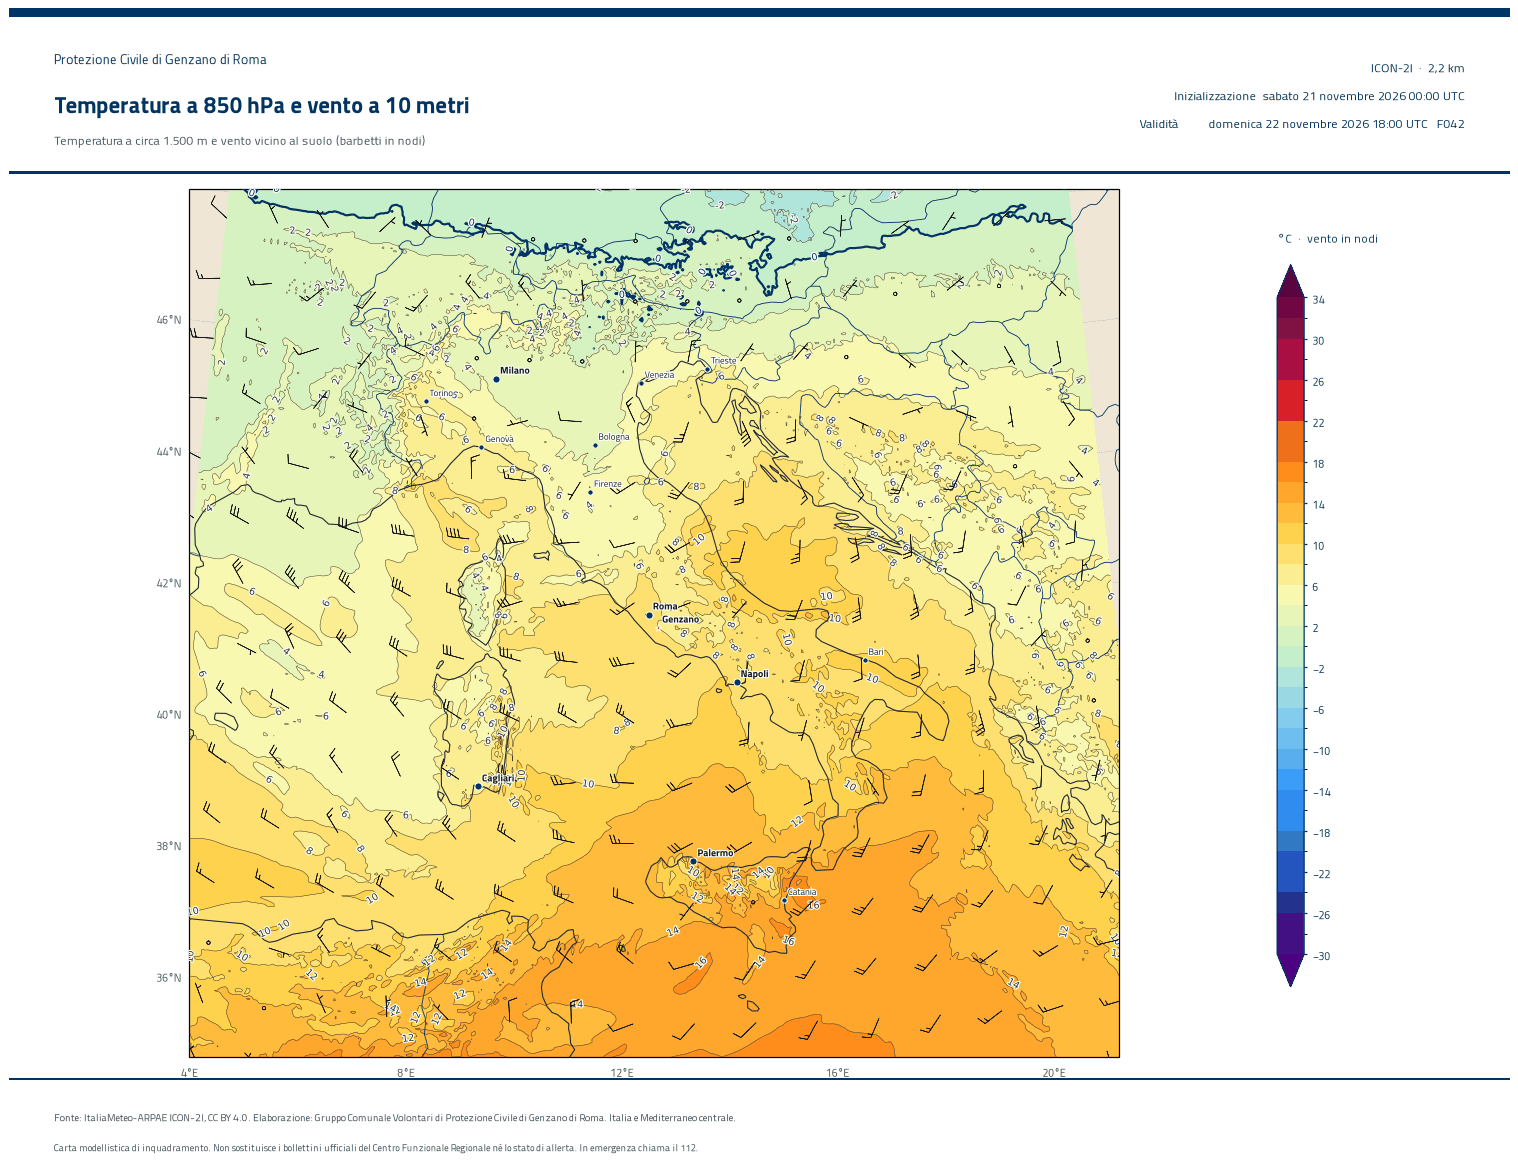 Protezione Civile di Genzano di Roma
Temperatura a 850 hPa e vento a 10 metri
Temperatura a circa 1.500 m e vento vicino al suolo (barbetti in nodi)
ICON-2I · 2,2 km
Inizializzazione sabato 21 novembre 2026 00:00 UTC
Validità domenica 22 novembre 2026 18:00 UTC F042
°C · vento in nodi
34
30
26
22
18
14
10
6
2
−2
−6
−10
−14
−18
−22
−26
−30
46°N
44°N
42°N
40°N
38°N
36°N
4°E
8°E
12°E
16°E
20°E
Trieste
Venezia
Milano
Torino
Genova
Bologna
Firenze
Roma
Genzano
Napoli
Bari
Cagliari
Palermo
Catania
Fonte: ItaliaMeteo-ARPAE ICON-2I, CC BY 4.0. Elaborazione: Gruppo Comunale Volontari di Protezione Civile di Genzano di Roma. Italia e Mediterraneo centrale.
Carta modellistica di inquadramento. Non sostituisce i bollettini ufficiali del Centro Funzionale Regionale né lo stato di allerta. In emergenza chiama il 112.